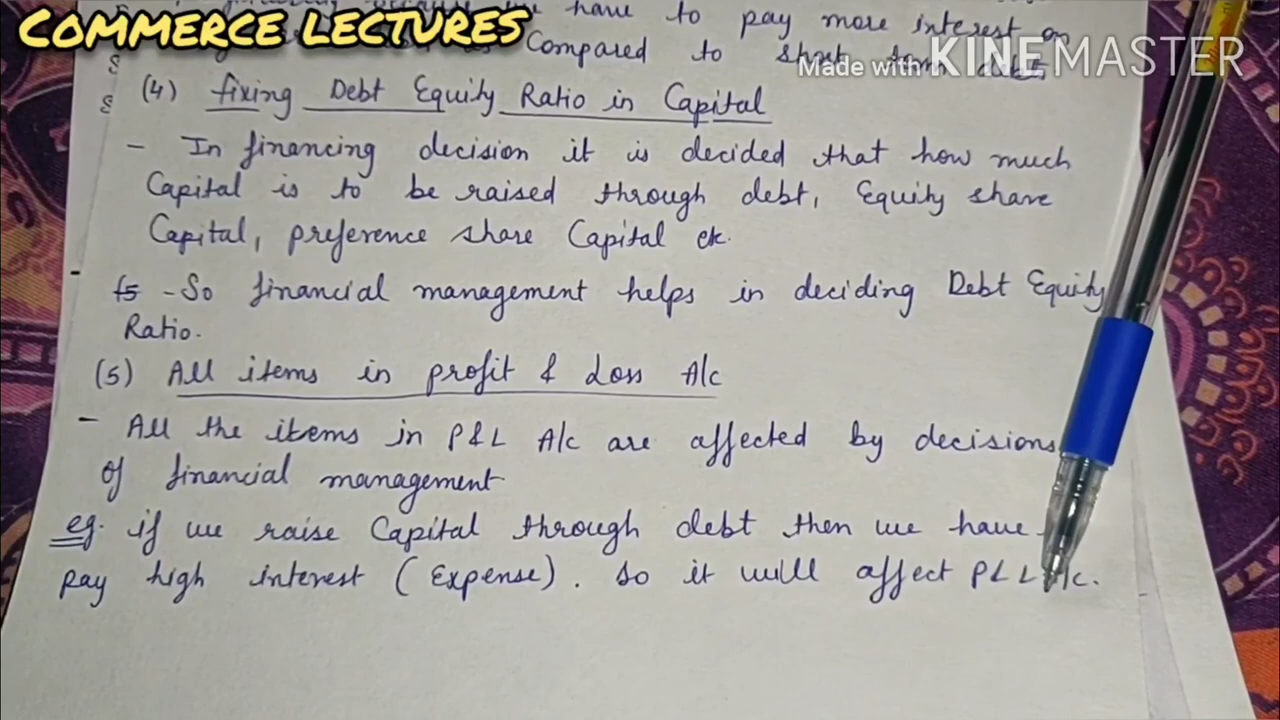 COMMERCE LECTURES
Made with KINEMASTER
have to pay more interest on
Compared to short term debt
(4) fixing Debt Equity Ratio in Capital
- In financing decision it is decided that how much
Capital is to be raised through debt, Equity share
Capital, preference share Capital etc.
- So financial management helps in deciding Debt Equity
Ratio.
(5) All items in profit & Loss A/c
- All the items in P&L A/c are affected by decisions
of financial management
eg. if we raise Capital through debt then we have
pay high interest (Expense). So it will affect P&L A/c.